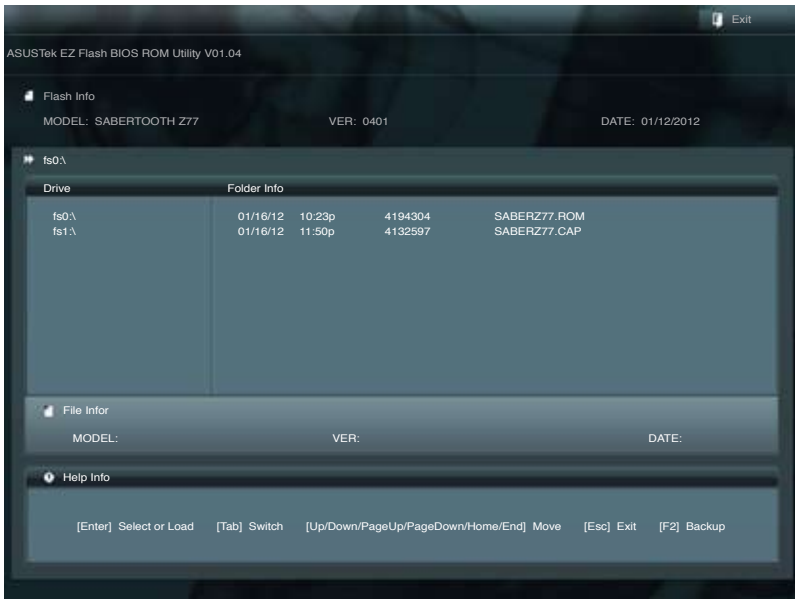 Exit
ASUSTek EZ Flash BIOS ROM Utility V01.04
Flash Info
MODEL: SABERTOOTH Z77 VER: 0401 DATE: 01/12/2012
fs0:\
Drive Folder Info
fs0:\ 01/16/12 10:23p 4194304 SABERZ77.ROM
fs1:\ 01/16/12 11:50p 4132597 SABERZ77.CAP
File Infor
MODEL: VER: DATE:
Help Info
[Enter] Select or Load [Tab] Switch [Up/Down/PageUp/PageDown/Home/End] Move [Esc] Exit [F2] Backup